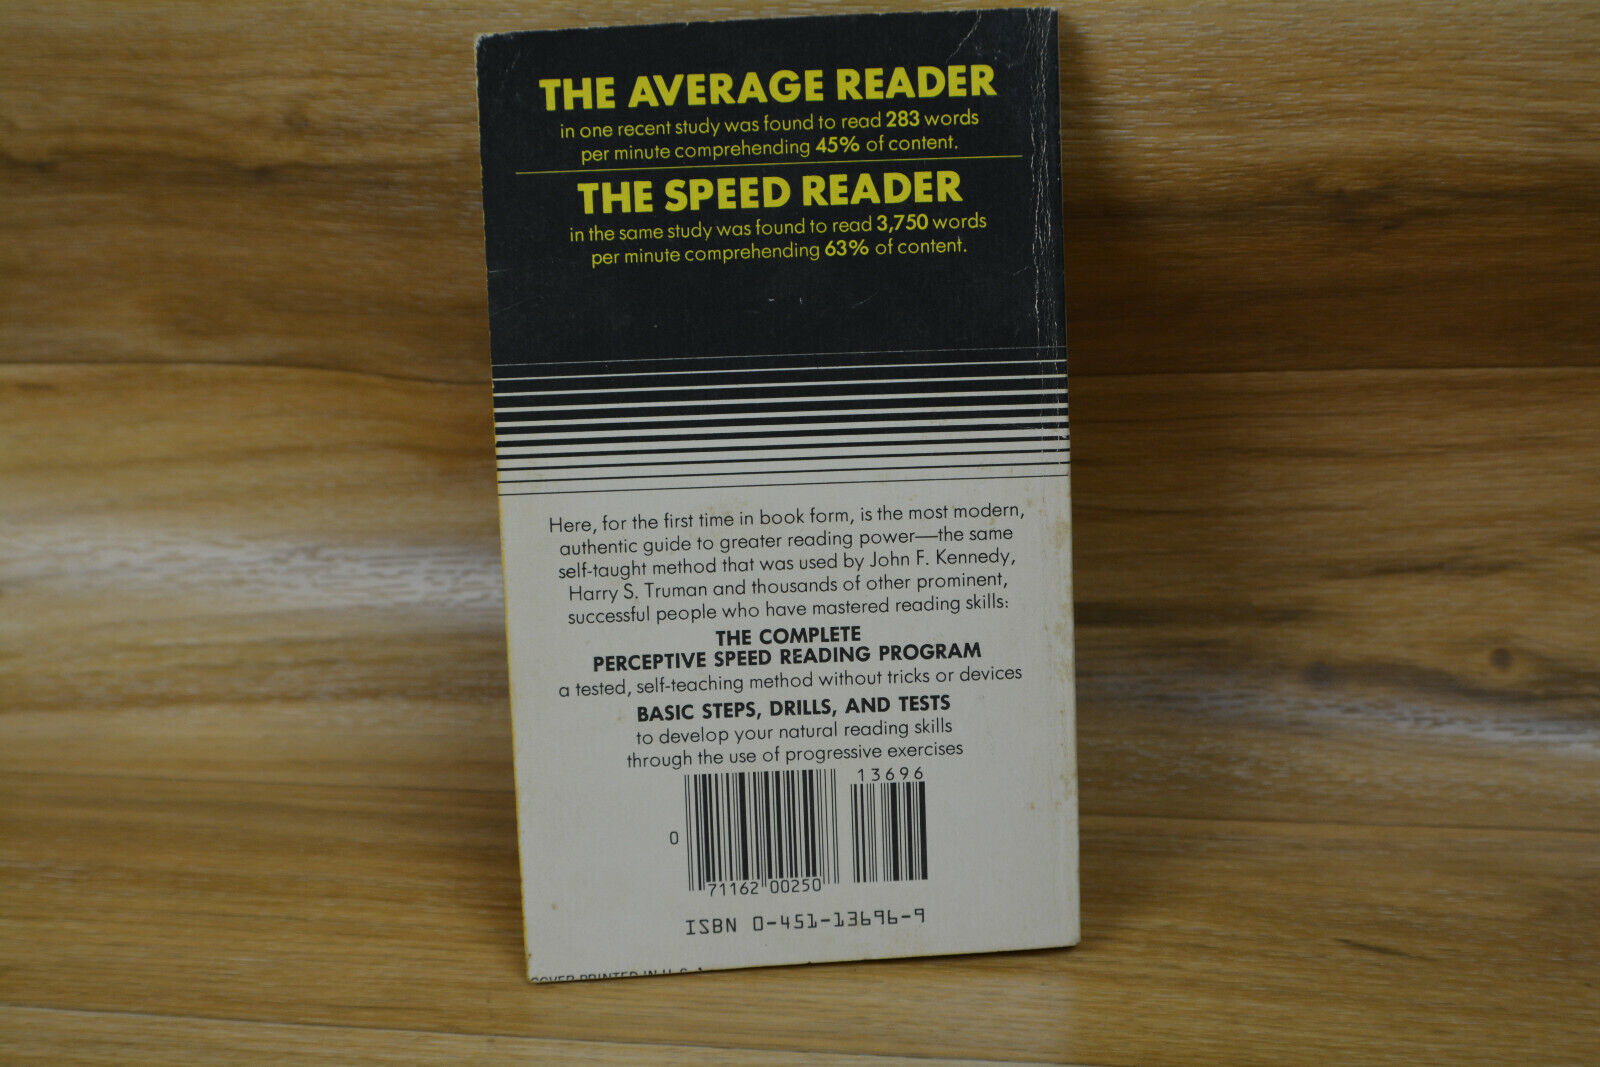 THE AVERAGE READER
in one recent study was found to read 283 words
per minute comprehending 45% of content.
THE SPEED READER
in the same study was found to read 3,750 words
per minute comprehending 63% of content.
Here, for the first time in book form, is the most modern,
authentic guide to greater reading power—the same
self-taught method that was used by John F. Kennedy,
Harry S. Truman and thousands of other prominent,
successful people who have mastered reading skills:
THE COMPLETE
PERCEPTIVE SPEED READING PROGRAM
a tested, self-teaching method without tricks or devices
BASIC STEPS, DRILLS, AND TESTS
to develop your natural reading skills
through the use of progressive exercises
13696
0
71162 00250
ISBN 0-451-13696-9
COVER PRINTED IN U.S.A.